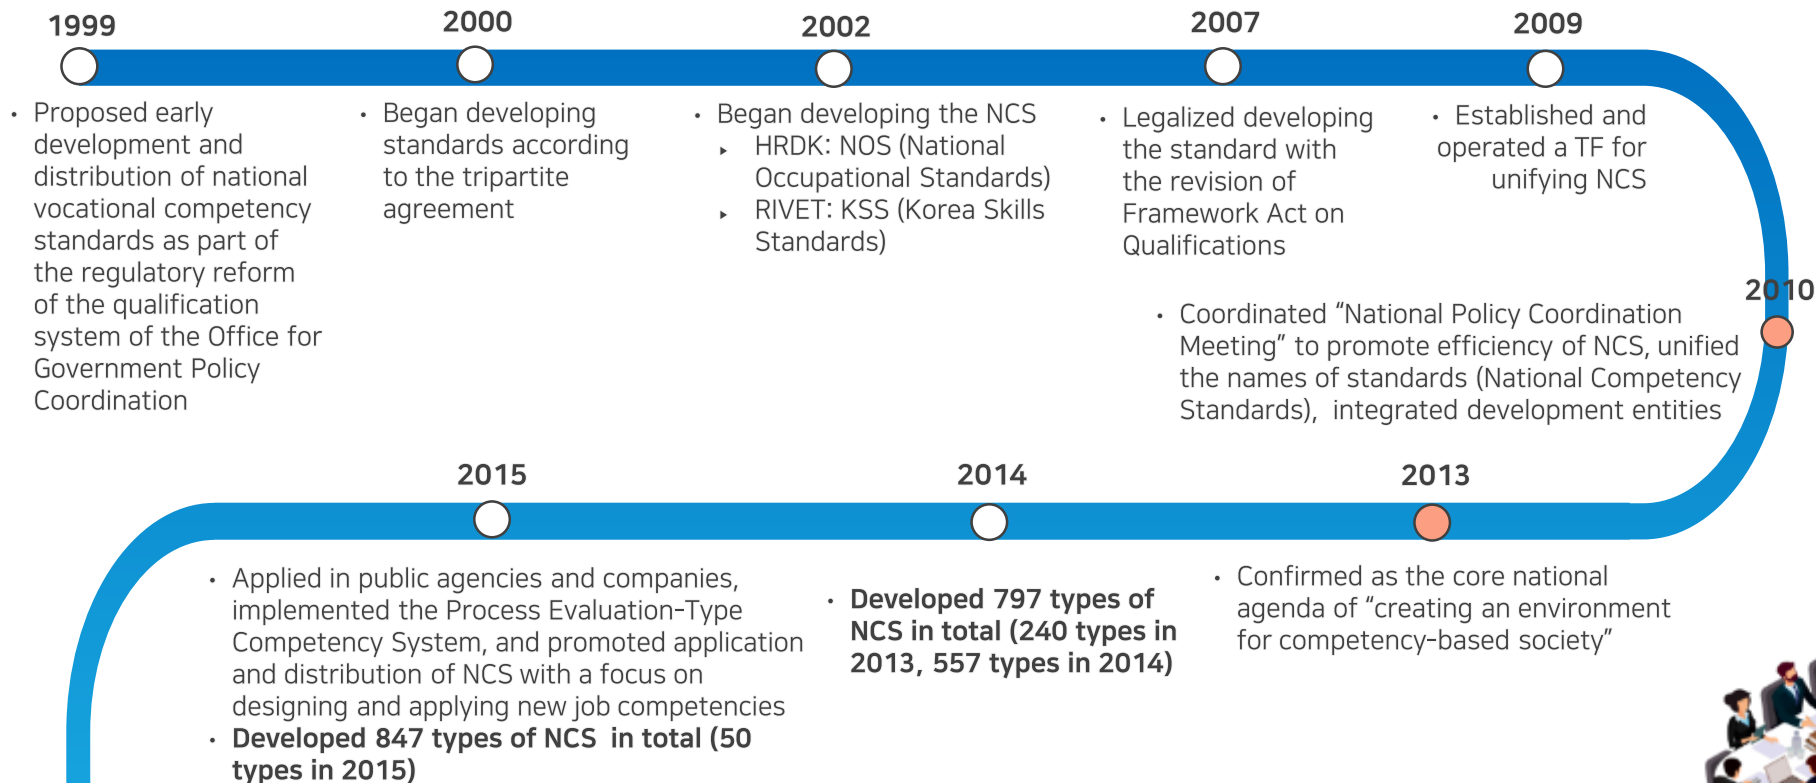 1999
· Proposed early
development and
distribution of national
vocational competency
standards as part of
the regulatory reform
of the qualification
system of the Office for
Government Policy
Coordination
2000
· Began developing
standards according
to the tripartite
agreement
2002
· Began developing the NCS
▸ HRDK: NOS (National
Occupational Standards)
▸ RIVET: KSS (Korea Skills
Standards)
2007
· Legalized developing
the standard with
the revision of
Framework Act on
Qualifications
2009
· Established and
operated a TF for
unifying NCS
2010
· Coordinated “National Policy Coordination
Meeting” to promote efficiency of NCS, unified
the names of standards (National Competency
Standards), integrated development entities
2013
· Confirmed as the core national
agenda of “creating an environment
for competency-based society”
2014
· Developed 797 types of
NCS in total (240 types in
2013, 557 types in 2014)
2015
· Applied in public agencies and companies,
implemented the Process Evaluation-Type
Competency System, and promoted application
and distribution of NCS with a focus on
designing and applying new job competencies
· Developed 847 types of NCS in total (50
types in 2015)